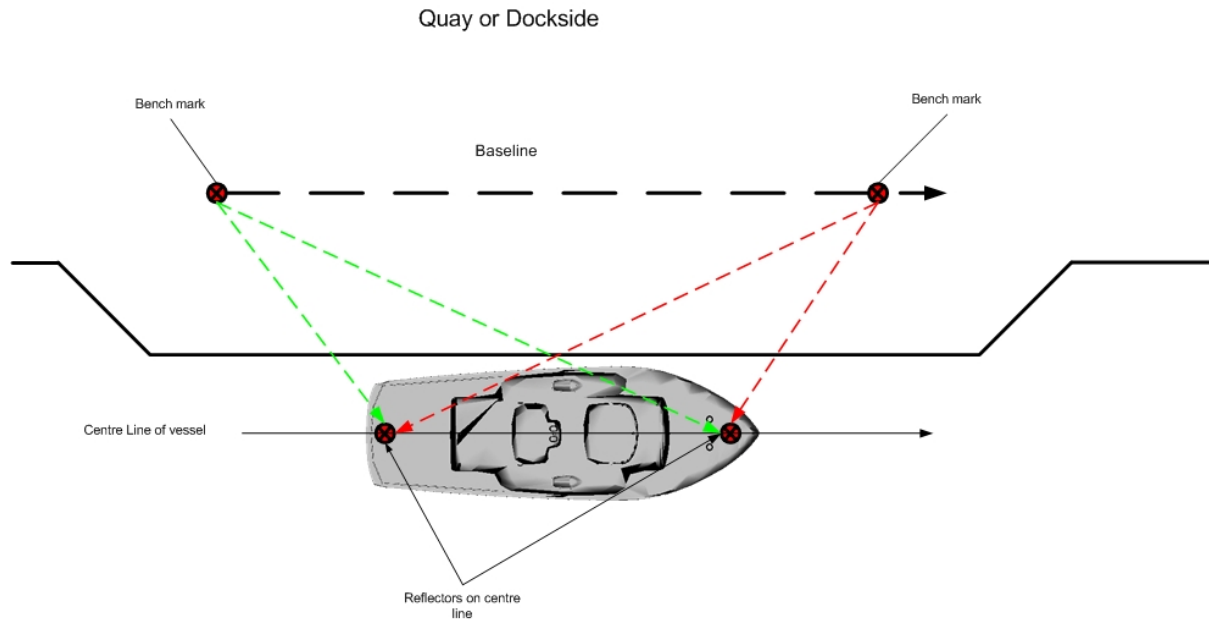 Quay or Dockside
Bench mark
Bench mark
Baseline
Centre Line of vessel
Reflectors on centre
line